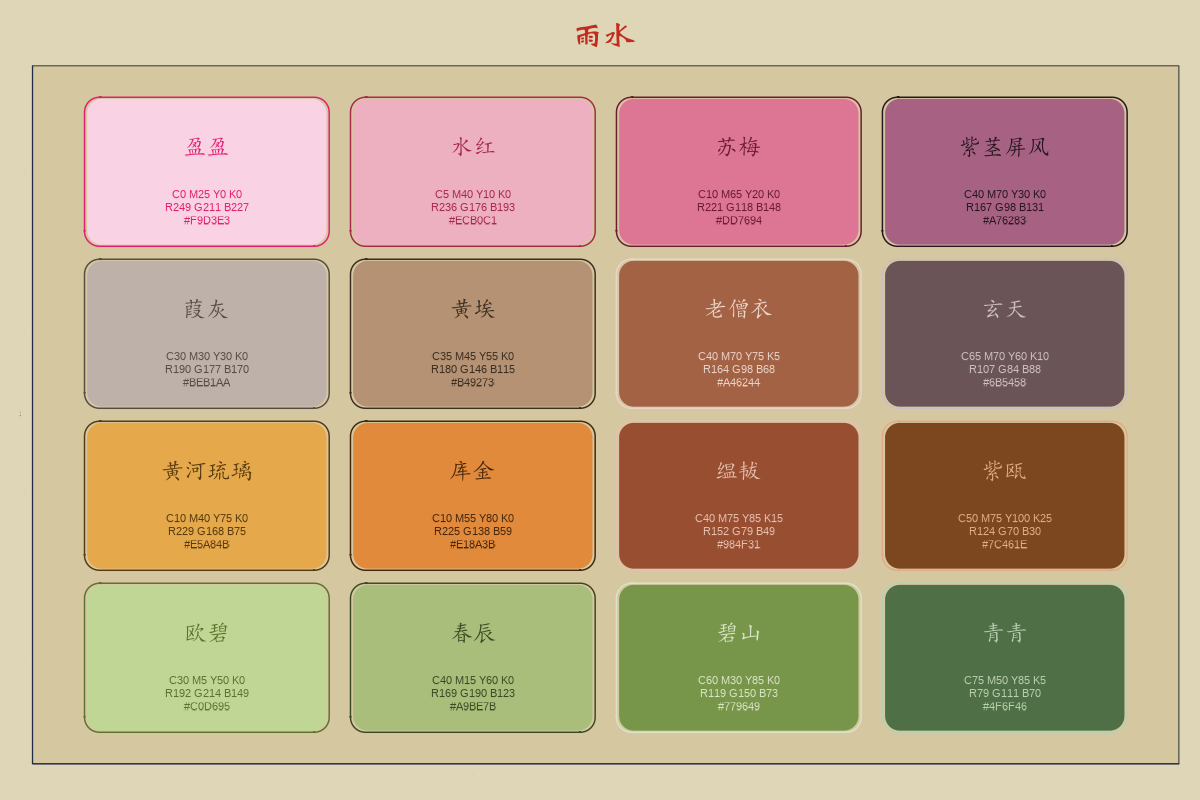 雨水
盈盈
C0 M25 Y0 K0
R249 G211 B227
#F9D3E3
水红
C5 M40 Y10 K0
R236 G176 B193
#ECB0C1
苏梅
C10 M65 Y20 K0
R221 G118 B148
#DD7694
紫茎屏风
C40 M70 Y30 K0
R167 G98 B131
#A76283
葭灰
C30 M30 Y30 K0
R190 G177 B170
#BEB1AA
黄埃
C35 M45 Y55 K0
R180 G146 B115
#B49273
老僧衣
C40 M70 Y75 K5
R164 G98 B68
#A46244
玄天
C65 M70 Y60 K10
R107 G84 B88
#6B5458
黄河琉璃
C10 M40 Y75 K0
R229 G168 B75
#E5A84B
库金
C10 M55 Y80 K0
R225 G138 B59
#E18A3B
缊韨
C40 M75 Y85 K15
R152 G79 B49
#984F31
紫瓯
C50 M75 Y100 K25
R124 G70 B30
#7C461E
欧碧
C30 M5 Y50 K0
R192 G214 B149
#C0D695
春辰
C40 M15 Y60 K0
R169 G190 B123
#A9BE7B
碧山
C60 M30 Y85 K0
R119 G150 B73
#779649
青青
C75 M50 Y85 K5
R79 G111 B70
#4F6F46